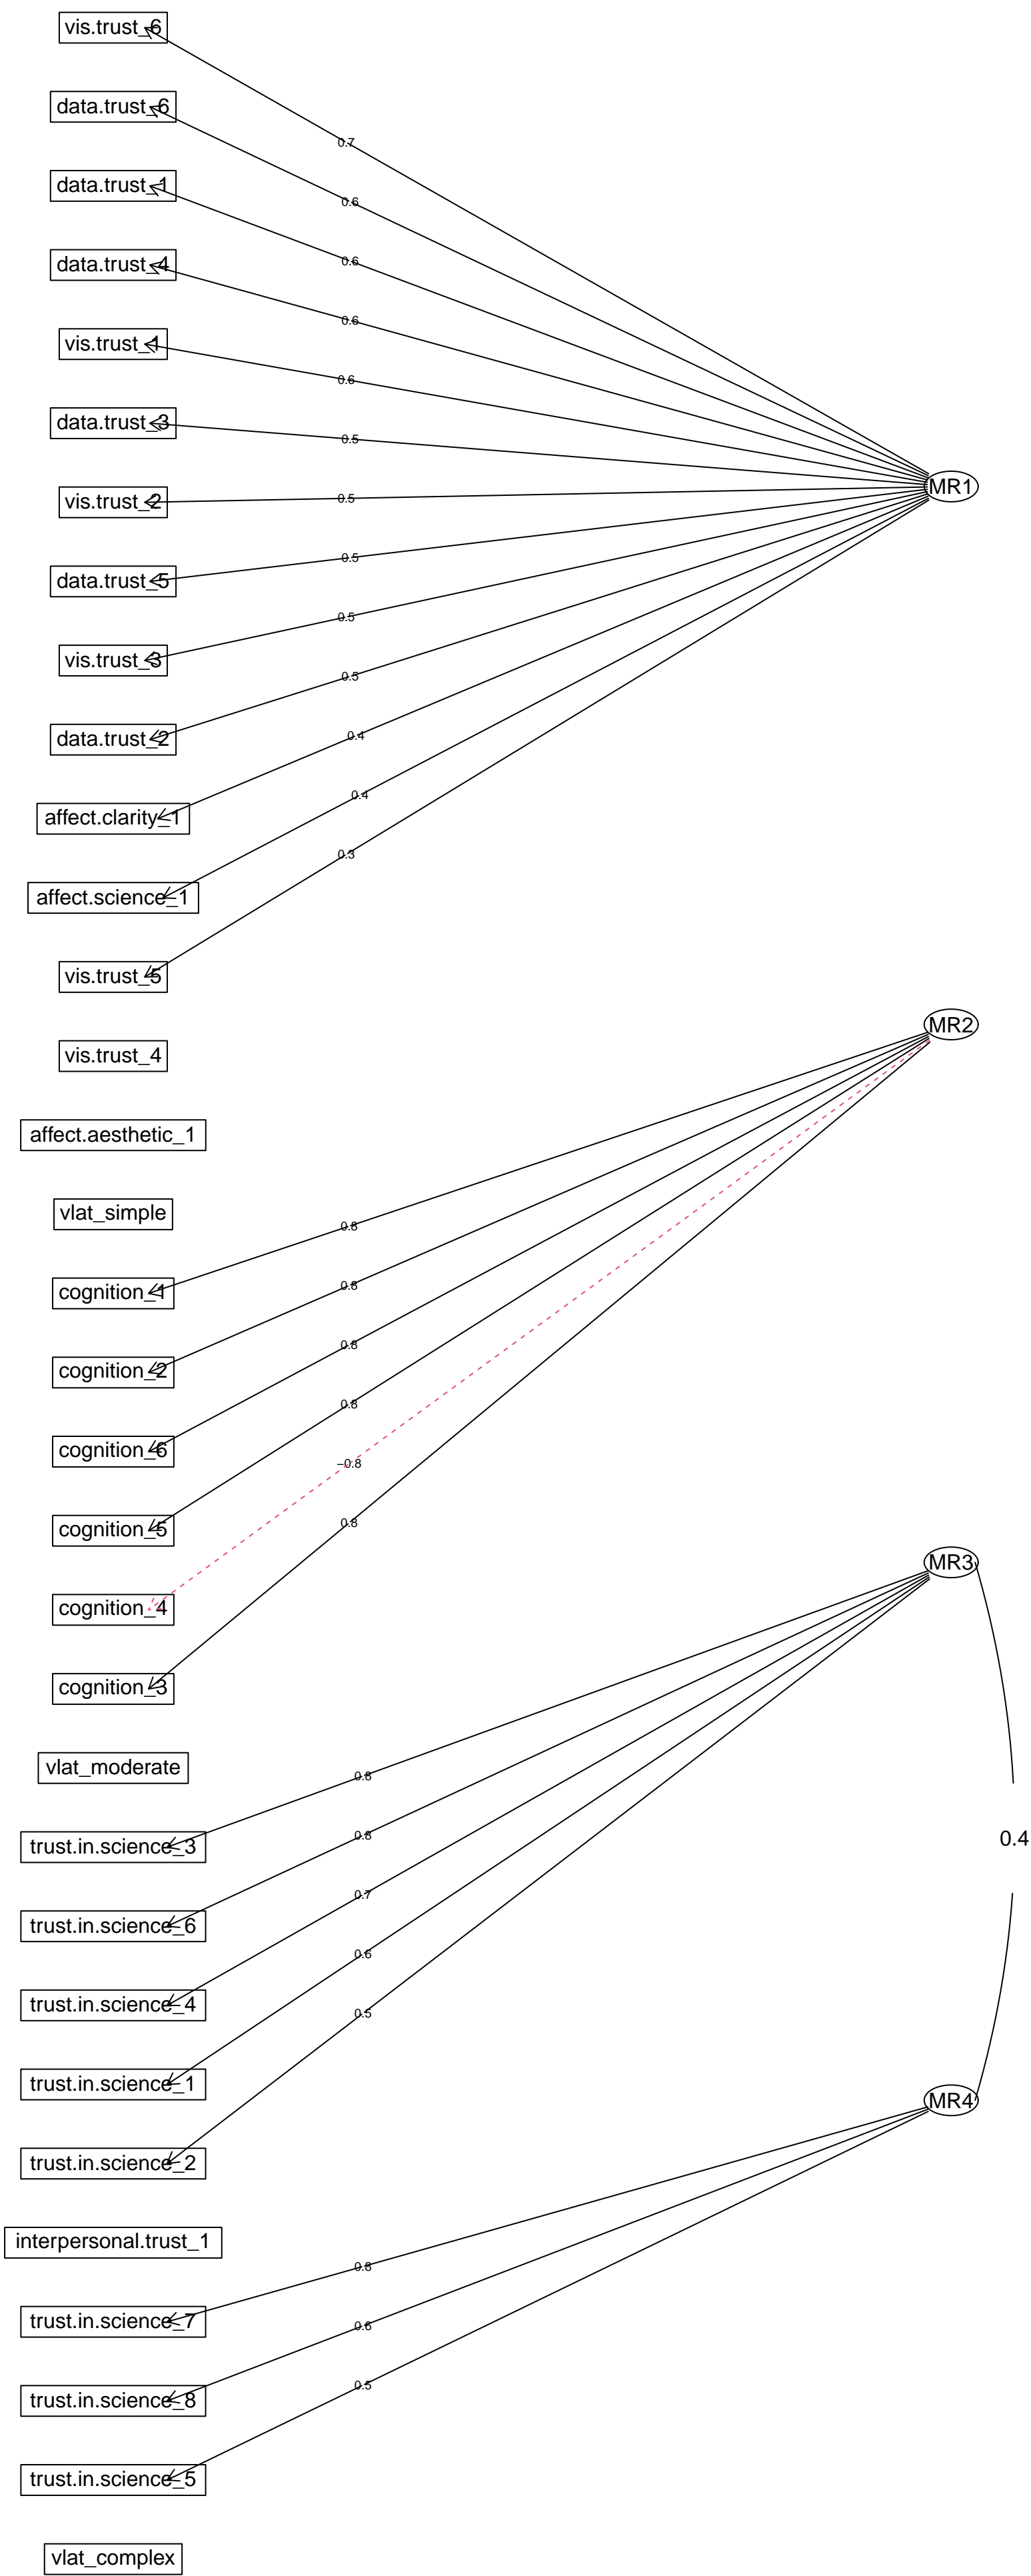 vis.trust_6
data.trust_6
0.7
data.trust_1
0.6
data.trust_4
0.6
0.6
vis.trust_1
0.6
data.trust_3
0.5
MR1
vis.trust_2
0.5
0.5
data.trust_5
0.5
vis.trust_3
0.5
data.trust_2
0.4
0.4
affect.clarity_1
0.3
affect.science_1
vis.trust_5
MR2
vis.trust_4
affect.aesthetic_1
vlat_simple
0.8
cognition_1
0.8
0.8
cognition_2
0.8
cognition_6
−0.8
0.8
cognition_5
MR3
cognition_4
cognition_3
vlat_moderate
0.8
0.8
0.4
trust.in.science_3
0.7
trust.in.science_6
0.6
trust.in.science_4
0.5
trust.in.science_1
MR4
trust.in.science_2
interpersonal.trust_1
0.8
trust.in.science_7
0.6
0.5
trust.in.science_8
trust.in.science_5
vlat_complex